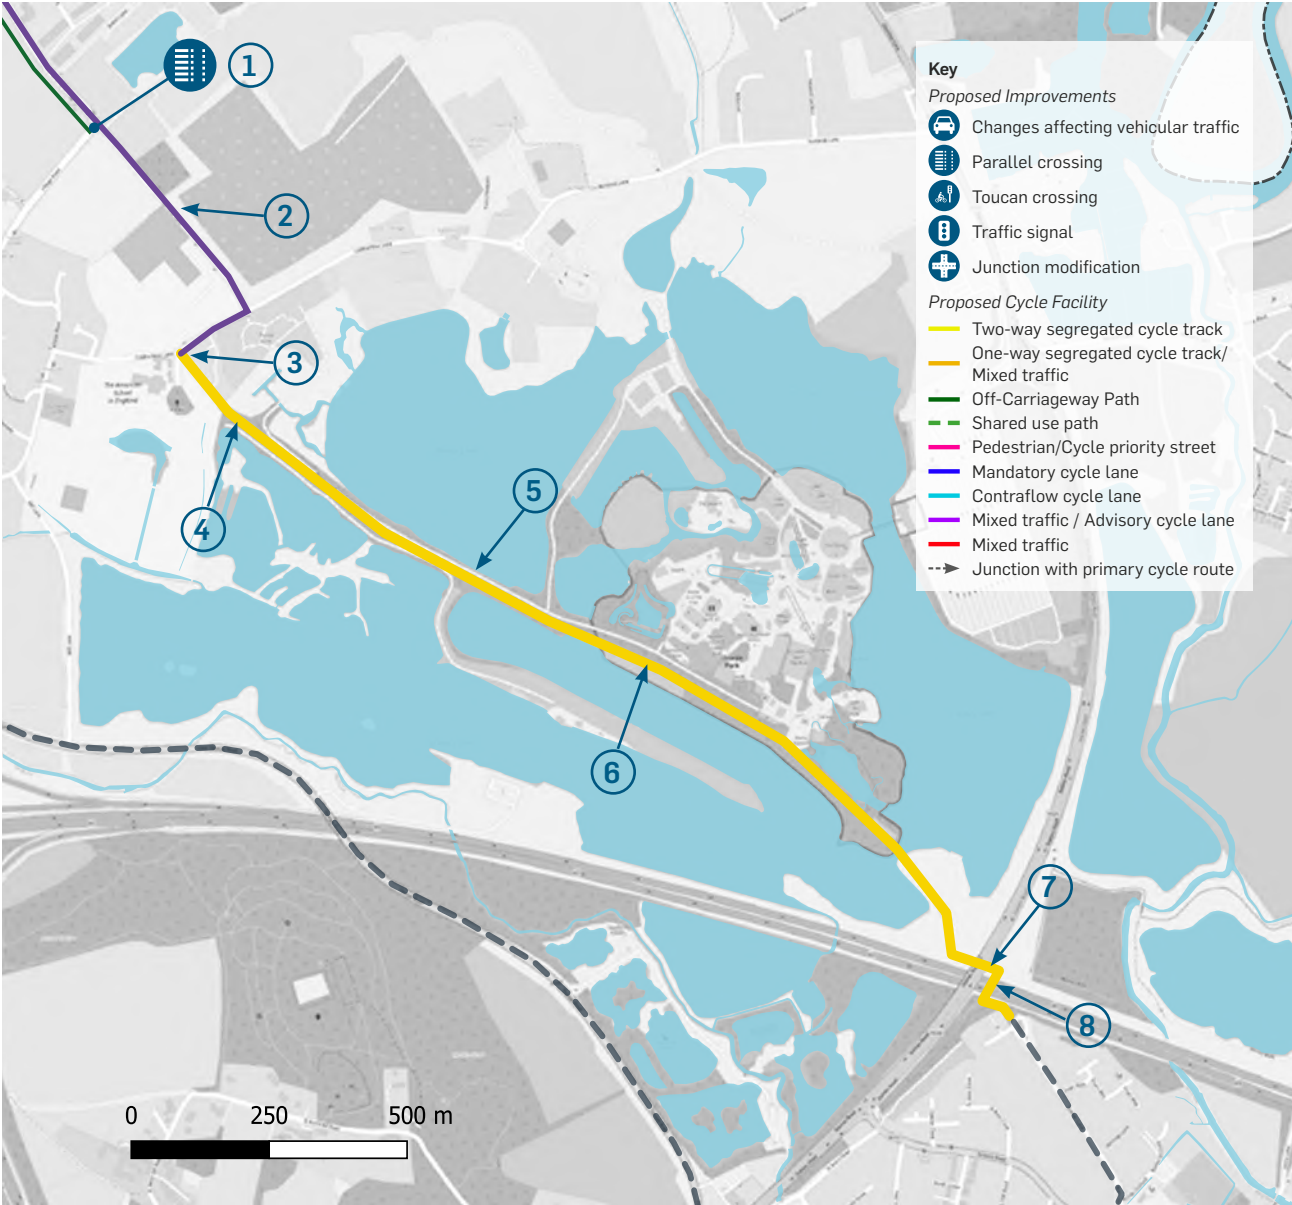 1
2
3
4
5
6
7
8
Key
Proposed Improvements
Changes affecting vehicular traffic
Parallel crossing
Toucan crossing
Traffic signal
Junction modification
Proposed Cycle Facility
Two-way segregated cycle track
One-way segregated cycle track/
Mixed traffic
Off-Carriageway Path
Shared use path
Pedestrian/Cycle priority street
Mandatory cycle lane
Contraflow cycle lane
Mixed traffic / Advisory cycle lane
Mixed traffic
Junction with primary cycle route
Park
0 250 500 m